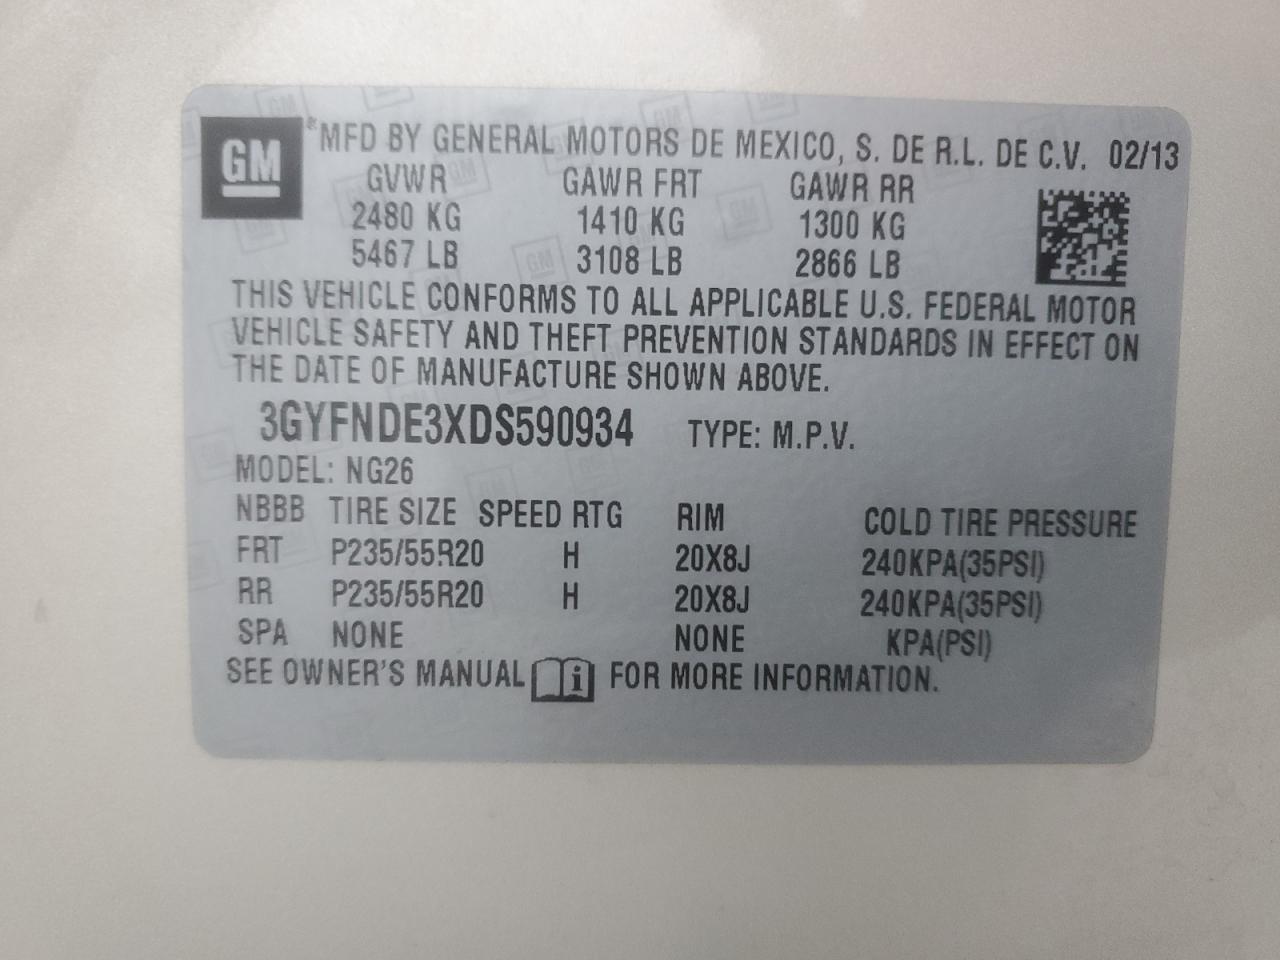 GM
MFD BY GENERAL MOTORS DE MEXICO, S. DE R.L. DE C.V. 02/13
GVWR GAWR FRT GAWR RR
2480 KG 1410 KG 1300 KG
5467 LB 3108 LB 2866 LB
THIS VEHICLE CONFORMS TO ALL APPLICABLE U.S. FEDERAL MOTOR
VEHICLE SAFETY AND THEFT PREVENTION STANDARDS IN EFFECT ON
THE DATE OF MANUFACTURE SHOWN ABOVE.
3GYFNDE3XDS590934 TYPE: M.P.V.
MODEL: NG26
NBBB TIRE SIZE SPEED RTG RIM COLD TIRE PRESSURE
FRT P235/55R20 H 20X8J 240KPA(35PSI)
RR P235/55R20 H 20X8J 240KPA(35PSI)
SPA NONE NONE KPA(PSI)
SEE OWNER'S MANUAL i FOR MORE INFORMATION.